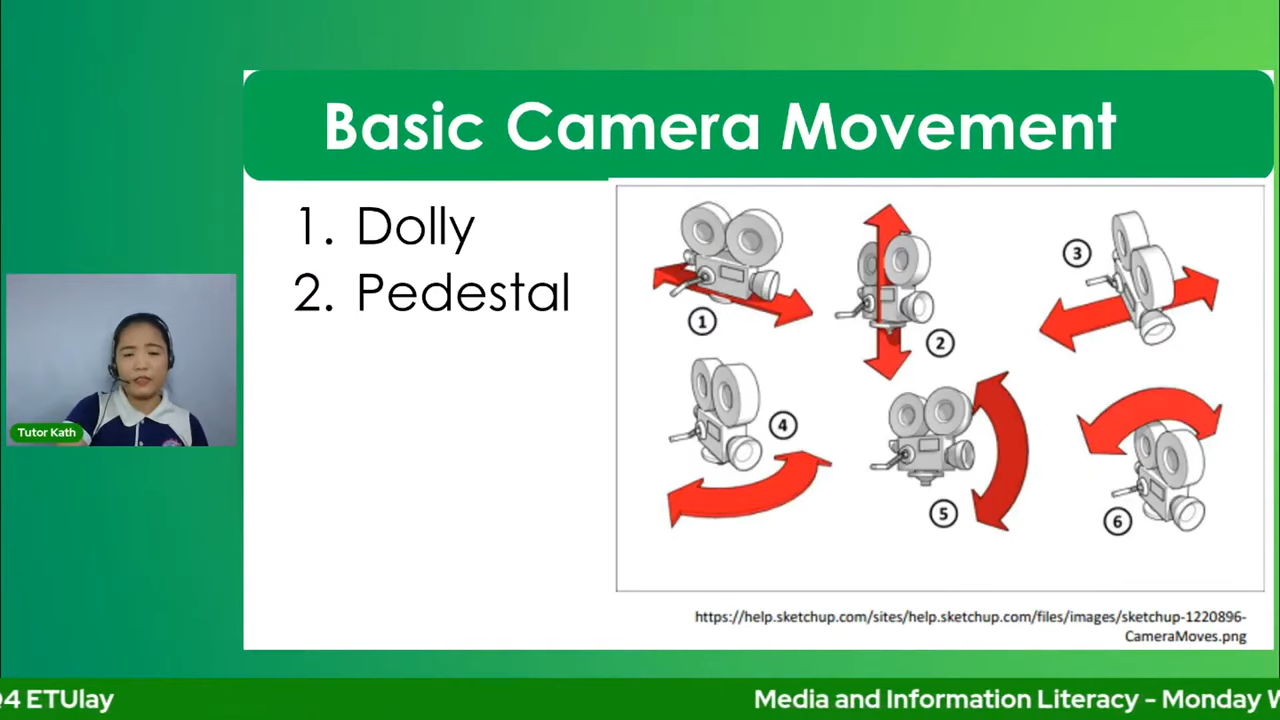 Basic Camera Movement
1. Dolly
2. Pedestal
1
2
3
4
5
6
https://help.sketchup.com/sites/help.sketchup.com/files/images/sketchup-1220896-
CameraMoves.png
Tutor Kath
Q4 ETUlay
Media and Information Literacy - Monday